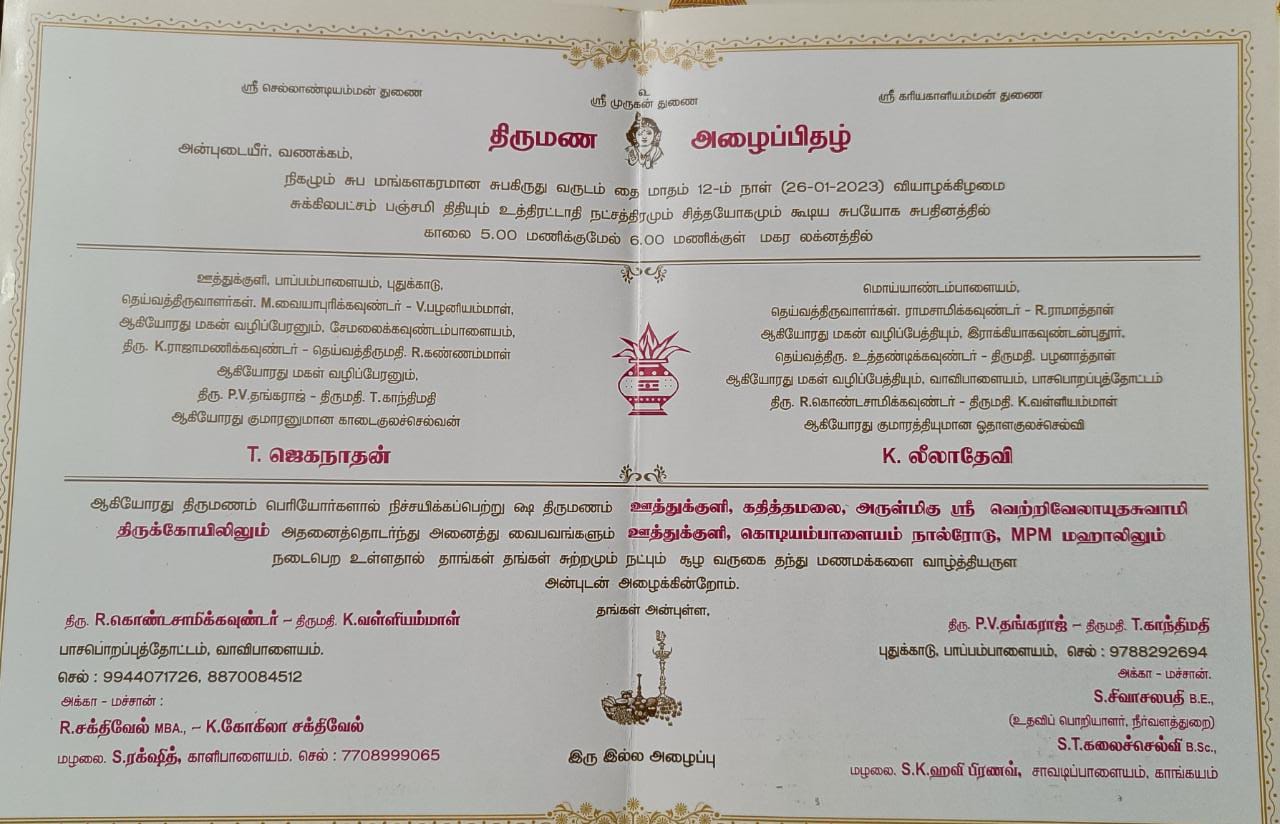 ஸ்ரீ செல்லாண்டியம்மன் துணை
உ
ஸ்ரீ முருகன் துணை
ஸ்ரீ கரியகாளியம்மன் துணை
திருமண அழைப்பிதழ்
அன்புடையீர், வணக்கம்,
நிகழும் சுப மங்களகரமான சுபகிருது வருடம் தை மாதம் 12-ம் நாள் (26-01-2023) வியாழக்கிழமை
சுக்கிலபட்சம் பஞ்சமி திதியும் உத்திரட்டாதி நட்சத்திரமும் சித்தயோகமும் கூடிய சுபயோக சுபதினத்தில்
காலை 5.00 மணிக்குமேல் 6.00 மணிக்குள் மகர லக்னத்தில்
ஊத்துக்குளி, பாப்பம்பாளையம், புதுக்காடு,
தெய்வத்திருவாளர்கள். M.வையாபுரிக்கவுண்டர் - V.பழனியம்மாள்,
ஆகியோரது மகன் வழிப்பேரனும், சேமலைக்கவுண்டம்பாளையம்,
திரு. K.ராஜாமணிக்கவுண்டர் - தெய்வத்திருமதி. R.கண்ணம்மாள்
ஆகியோரது மகள் வழிப்பேரனும்,
திரு. P.V.தங்கராஜ் - திருமதி. T.காந்திமதி
ஆகியோரது குமாரனுமான காடைகுலச்செல்வன்
T. ஜெகநாதன்
மொய்யாண்டம்பாளையம்,
தெய்வத்திருவாளர்கள். ராமசாமிக்கவுண்டர் - R.ராமாத்தாள்
ஆகியோரது மகன் வழிப்பேத்தியும், இராக்கியாகவுண்டன்புதூர்,
தெய்வத்திரு. உத்தண்டிக்கவுண்டர் - திருமதி. பழனாத்தாள்
ஆகியோரது மகள் வழிப்பேத்தியும், வாவிபாளையம், பாசபொறப்புத்தோட்டம்
திரு. R.கொண்டசாமிக்கவுண்டர் - திருமதி. K.வள்ளியம்மாள்
ஆகியோரது குமாரத்தியுமான ஓதாளகுலச்செல்வி
K. லீலாதேவி
ஆகியோரது திருமணம் பெரியோர்களால் நிச்சயிக்கப்பெற்று ஷ திருமணம் ஊத்துக்குளி, கதித்தமலை, அருள்மிகு ஸ்ரீ வெற்றிவேலாயுதசுவாமி
திருக்கோயிலிலும் அதனைத்தொடர்ந்து அனைத்து வைபவங்களும் ஊத்துக்குளி, கொடியம்பாளையம் நால்ரோடு, MPM மஹாலிலும்
நடைபெற உள்ளதால் தாங்கள் தங்கள் சுற்றமும் நட்பும் சூழ வருகை தந்து மணமக்களை வாழ்த்தியருள
அன்புடன் அழைக்கின்றோம்.
தங்கள் அன்புள்ள,
திரு. R.கொண்டசாமிக்கவுண்டர் – திருமதி. K.வள்ளியம்மாள்
பாசபொறப்புத்தோட்டம், வாவிபாளையம்.
செல் : 9944071726, 8870084512
அக்கா - மச்சான் :
R.சக்திவேல் MBA., – K.கோகிலா சக்திவேல்
மழலை. S.ரக்ஷித், காளிபாளையம். செல் : 7708999065
இரு இல்ல அழைப்பு
திரு. P.V.தங்கராஜ் – திருமதி. T.காந்திமதி
புதுக்காடு, பாப்பம்பாளையம், செல் : 9788292694
அக்கா - மச்சான்.
S.சிவாசலபதி B.E.,
(உதவிப் பொறியாளர், நீர்வளத்துறை)
S.T.கலைச்செல்வி B.Sc.,
மழலை. S.K.ஹவி பிரணவ், சாவடிப்பாளையம், காங்கயம்